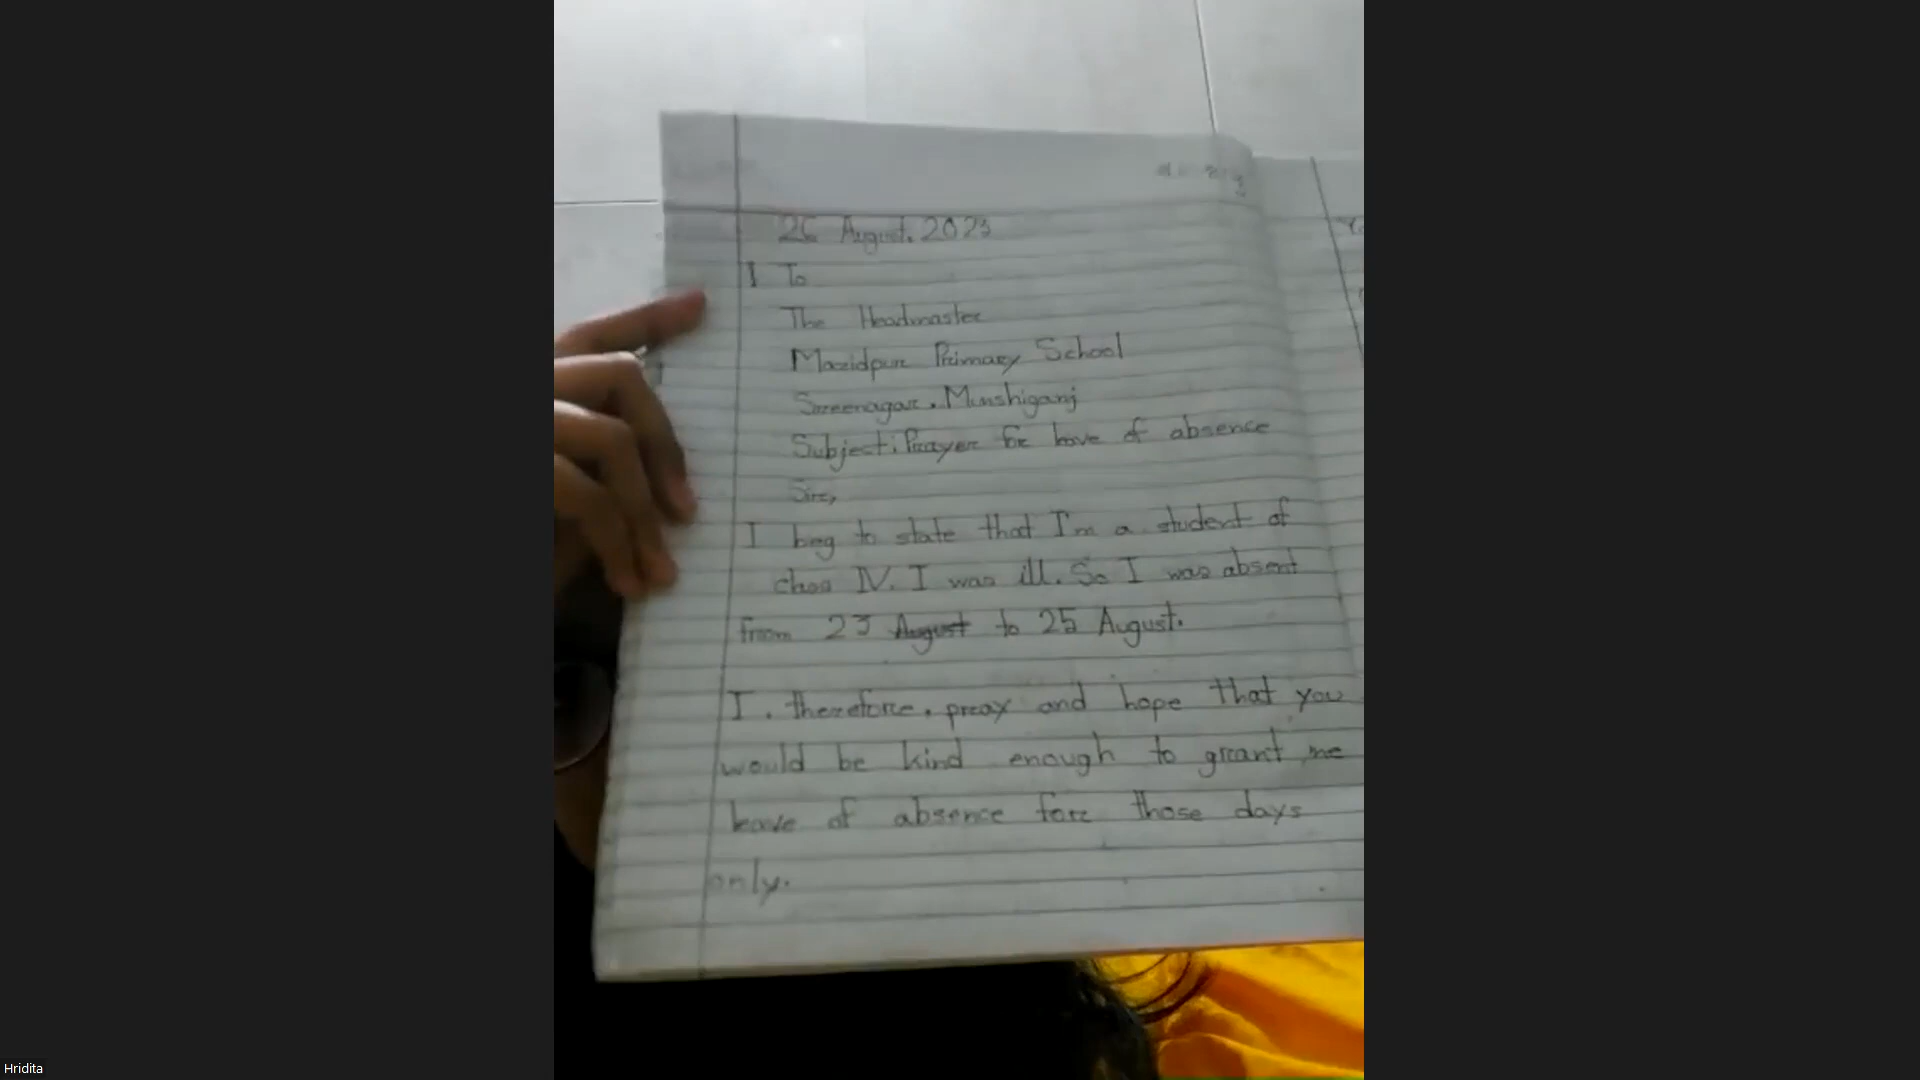 26 August. 2023
1 To
The Headmaster
Mazidpur Primary School
Sreenagar. Munshiganj
Subject: Prayer for leave of absence
Sir,
I beg to state that I'm a student of
class IV. I was ill. So I was absent
from 23 August to 25 August.
I. therefore. pray and hope that you
would be kind enough to grant me
leave of absence for those days
only.
Hridita